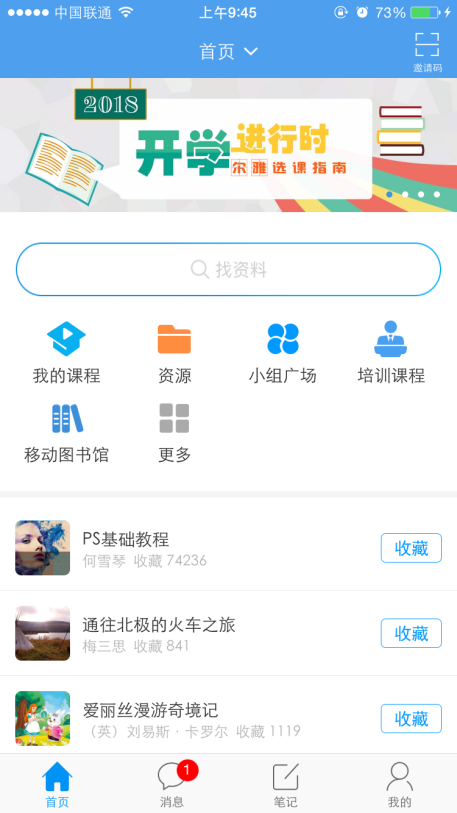 中国联通 上午9:45 73%
首页
邀请码
2018
开学进行时
尔雅选课指南
找资料
我的课程 资源 小组广场 培训课程
移动图书馆 更多
PS基础教程
何雪琴 收藏 74236
收藏
通往北极的火车之旅
梅三思 收藏 841
收藏
爱丽丝漫游奇境记
（英）刘易斯·卡罗尔 收藏 1119
收藏
1
首页 消息 笔记 我的